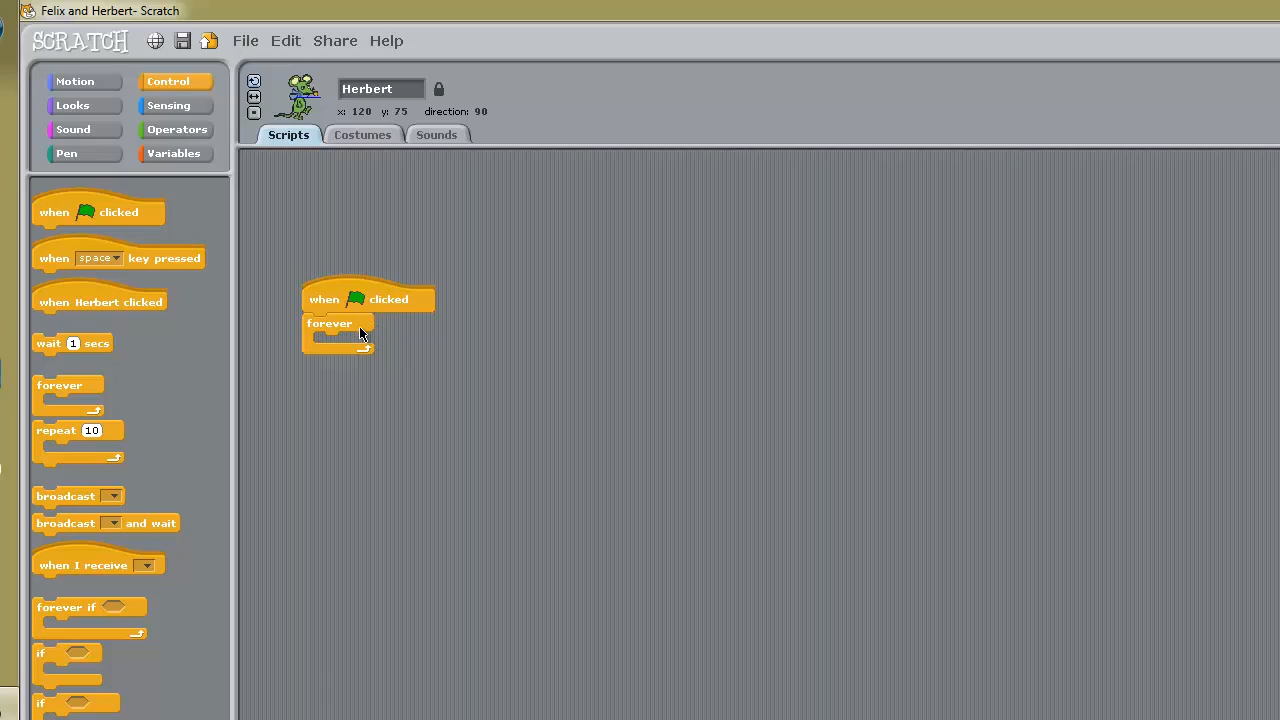 Felix and Herbert- Scratch
SCRATCH File Edit Share Help
Motion Control
Looks Sensing
Sound Operators
Pen Variables
Herbert
x: 120 y: 75 direction: 90
Scripts Costumes Sounds
when clicked
when space key pressed
when Herbert clicked
wait 1 secs
forever
repeat 10
broadcast
broadcast and wait
when I receive
forever if
if
if
when clicked
forever